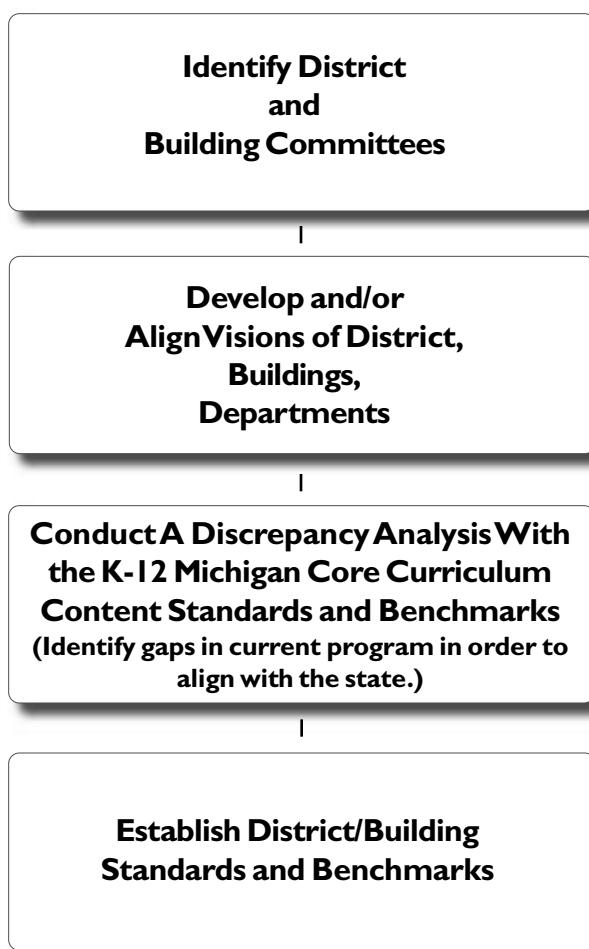 Identify District
and
Building Committees
Develop and/or
Align Visions of District,
Buildings,
Departments
Conduct A Discrepancy Analysis With
the K-12 Michigan Core Curriculum
Content Standards and Benchmarks
(Identify gaps in current program in order to
align with the state.)
Establish District/Building
Standards and Benchmarks